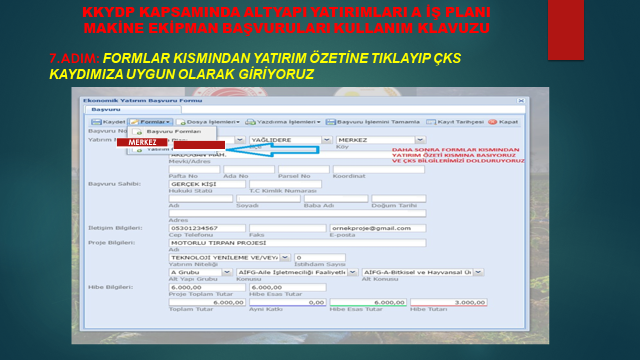 KKYDP KAPSAMINDA ALTYAPI YATIRIMLARI A İŞ PLANI
MAKİNE EKİPMAN BAŞVURULARI KULLANIM KLAVUZU
7.ADIM: FORMLAR KISMINDAN YATIRIM ÖZETİNE TIKLAYIP ÇKS
KAYDIMIZA UYGUN OLARAK GİRİYORUZ
Ekonomik Yatırım Başvuru Formu
Başvuru
Kaydet Formlar Dosya İşlemleri Yazdırma İşlemleri Başvuru İşlemini Tamamla Kayıt Tarihçesi Kapat
Başvuru Formları
MERKEZ
YAĞLIDERE MERKEZ
Köy
DAHA SONRA FORMLAR KISMINDAN
YATIRIM ÖZETİ KISMINA BASIYORUZ
VE ÇKS BİLGİLERİMİZİ DOLDURUYORUZ
Mevki/Adres
Pafta No Ada No Parsel No Koordinat
Başvuru Sahibi: GERÇEK KİŞİ
Hukuki Statü T.C Kimlik Numarası
Adı Soyadı Baba Adı Doğum Tarihi
Adres
İletişim Bilgileri: 05301234567 ornekproje@gmail.com
Cep Telefonu Faks E-posta
Proje Bilgileri: MOTORLU TIRPAN PROJESİ
Adı
TEKNOLOJİ YENİLEME VE/VEYA 0
Yatırım Niteliği İstihdam Sayısı
A Grubu AIFG-Aile İşletmeciliği Faaliyetle AIFG-A-Bitkisel ve Hayvansal Ür
Alt Yapı Grubu Konusu Alt Konusu
Hibe Bilgileri: 6.000,00 6.000,00
Proje Toplam Tutar Hibe Esas Tutar
6.000,00 0,00 6.000,00 3.000,00
Toplam Tutar Ayni Katkı Hibe Esas Tutar Hibe Tutarı